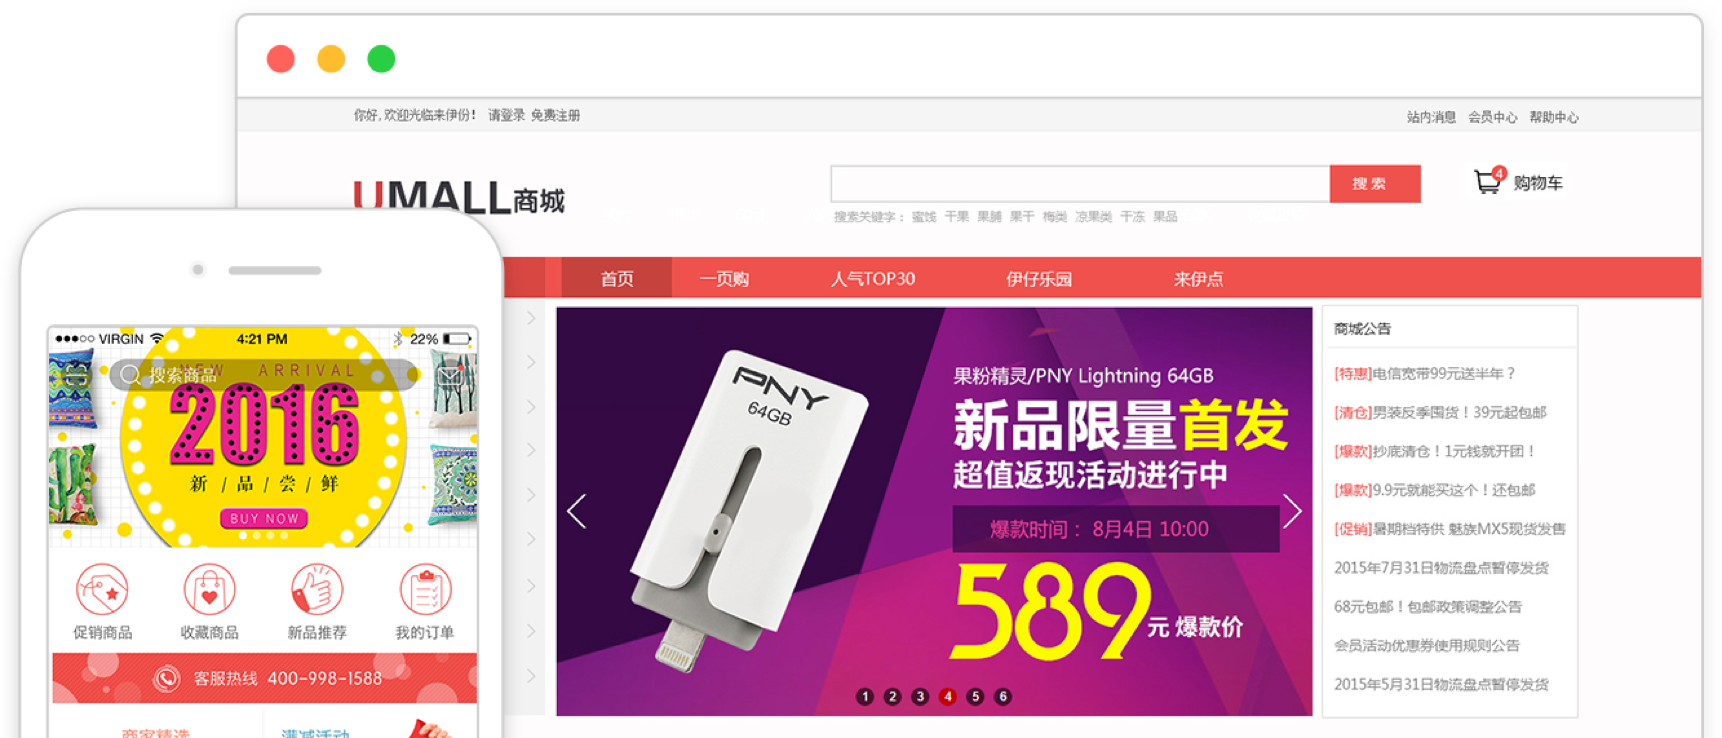 你好, 欢迎光临来伊份! 请登录 免费注册
站内消息 会员中心 帮助中心
UMALL商城
搜 索
4
购物车
搜索关键字： 蜜饯 干果 果脯 果干 梅类 凉果类 干冻 果品
首页 一页购 人气TOP30 伊仔乐园 来伊点
PNY
64GB
果粉精灵/PNY Lightning 64GB
新品限量首发
超值返现活动进行中
爆款时间： 8月4日 10:00
589元 爆款价
1 2 3 4 5 6
商城公告
[特惠]电信宽带99元送半年？
[清仓]男装反季囤货！39元起包邮
[爆款]抄底清仓！1元钱就开团！
[爆款]9.9元就能买这个！还包邮
[促销]暑期档特供 魅族MX5现货发售
2015年7月31日物流盘点暂停发货
68元包邮！包邮政策调整公告
会员活动优惠券使用规则公告
2015年5月31日物流盘点暂停发货
VIRGIN 4:21 PM 22%
NEW ARRIVAL
搜索商品
2016
新 / 品 / 尝 / 鲜
BUY NOW
促销商品 收藏商品 新品推荐 我的订单
客服热线 400-998-1588
商家精选 满减活动